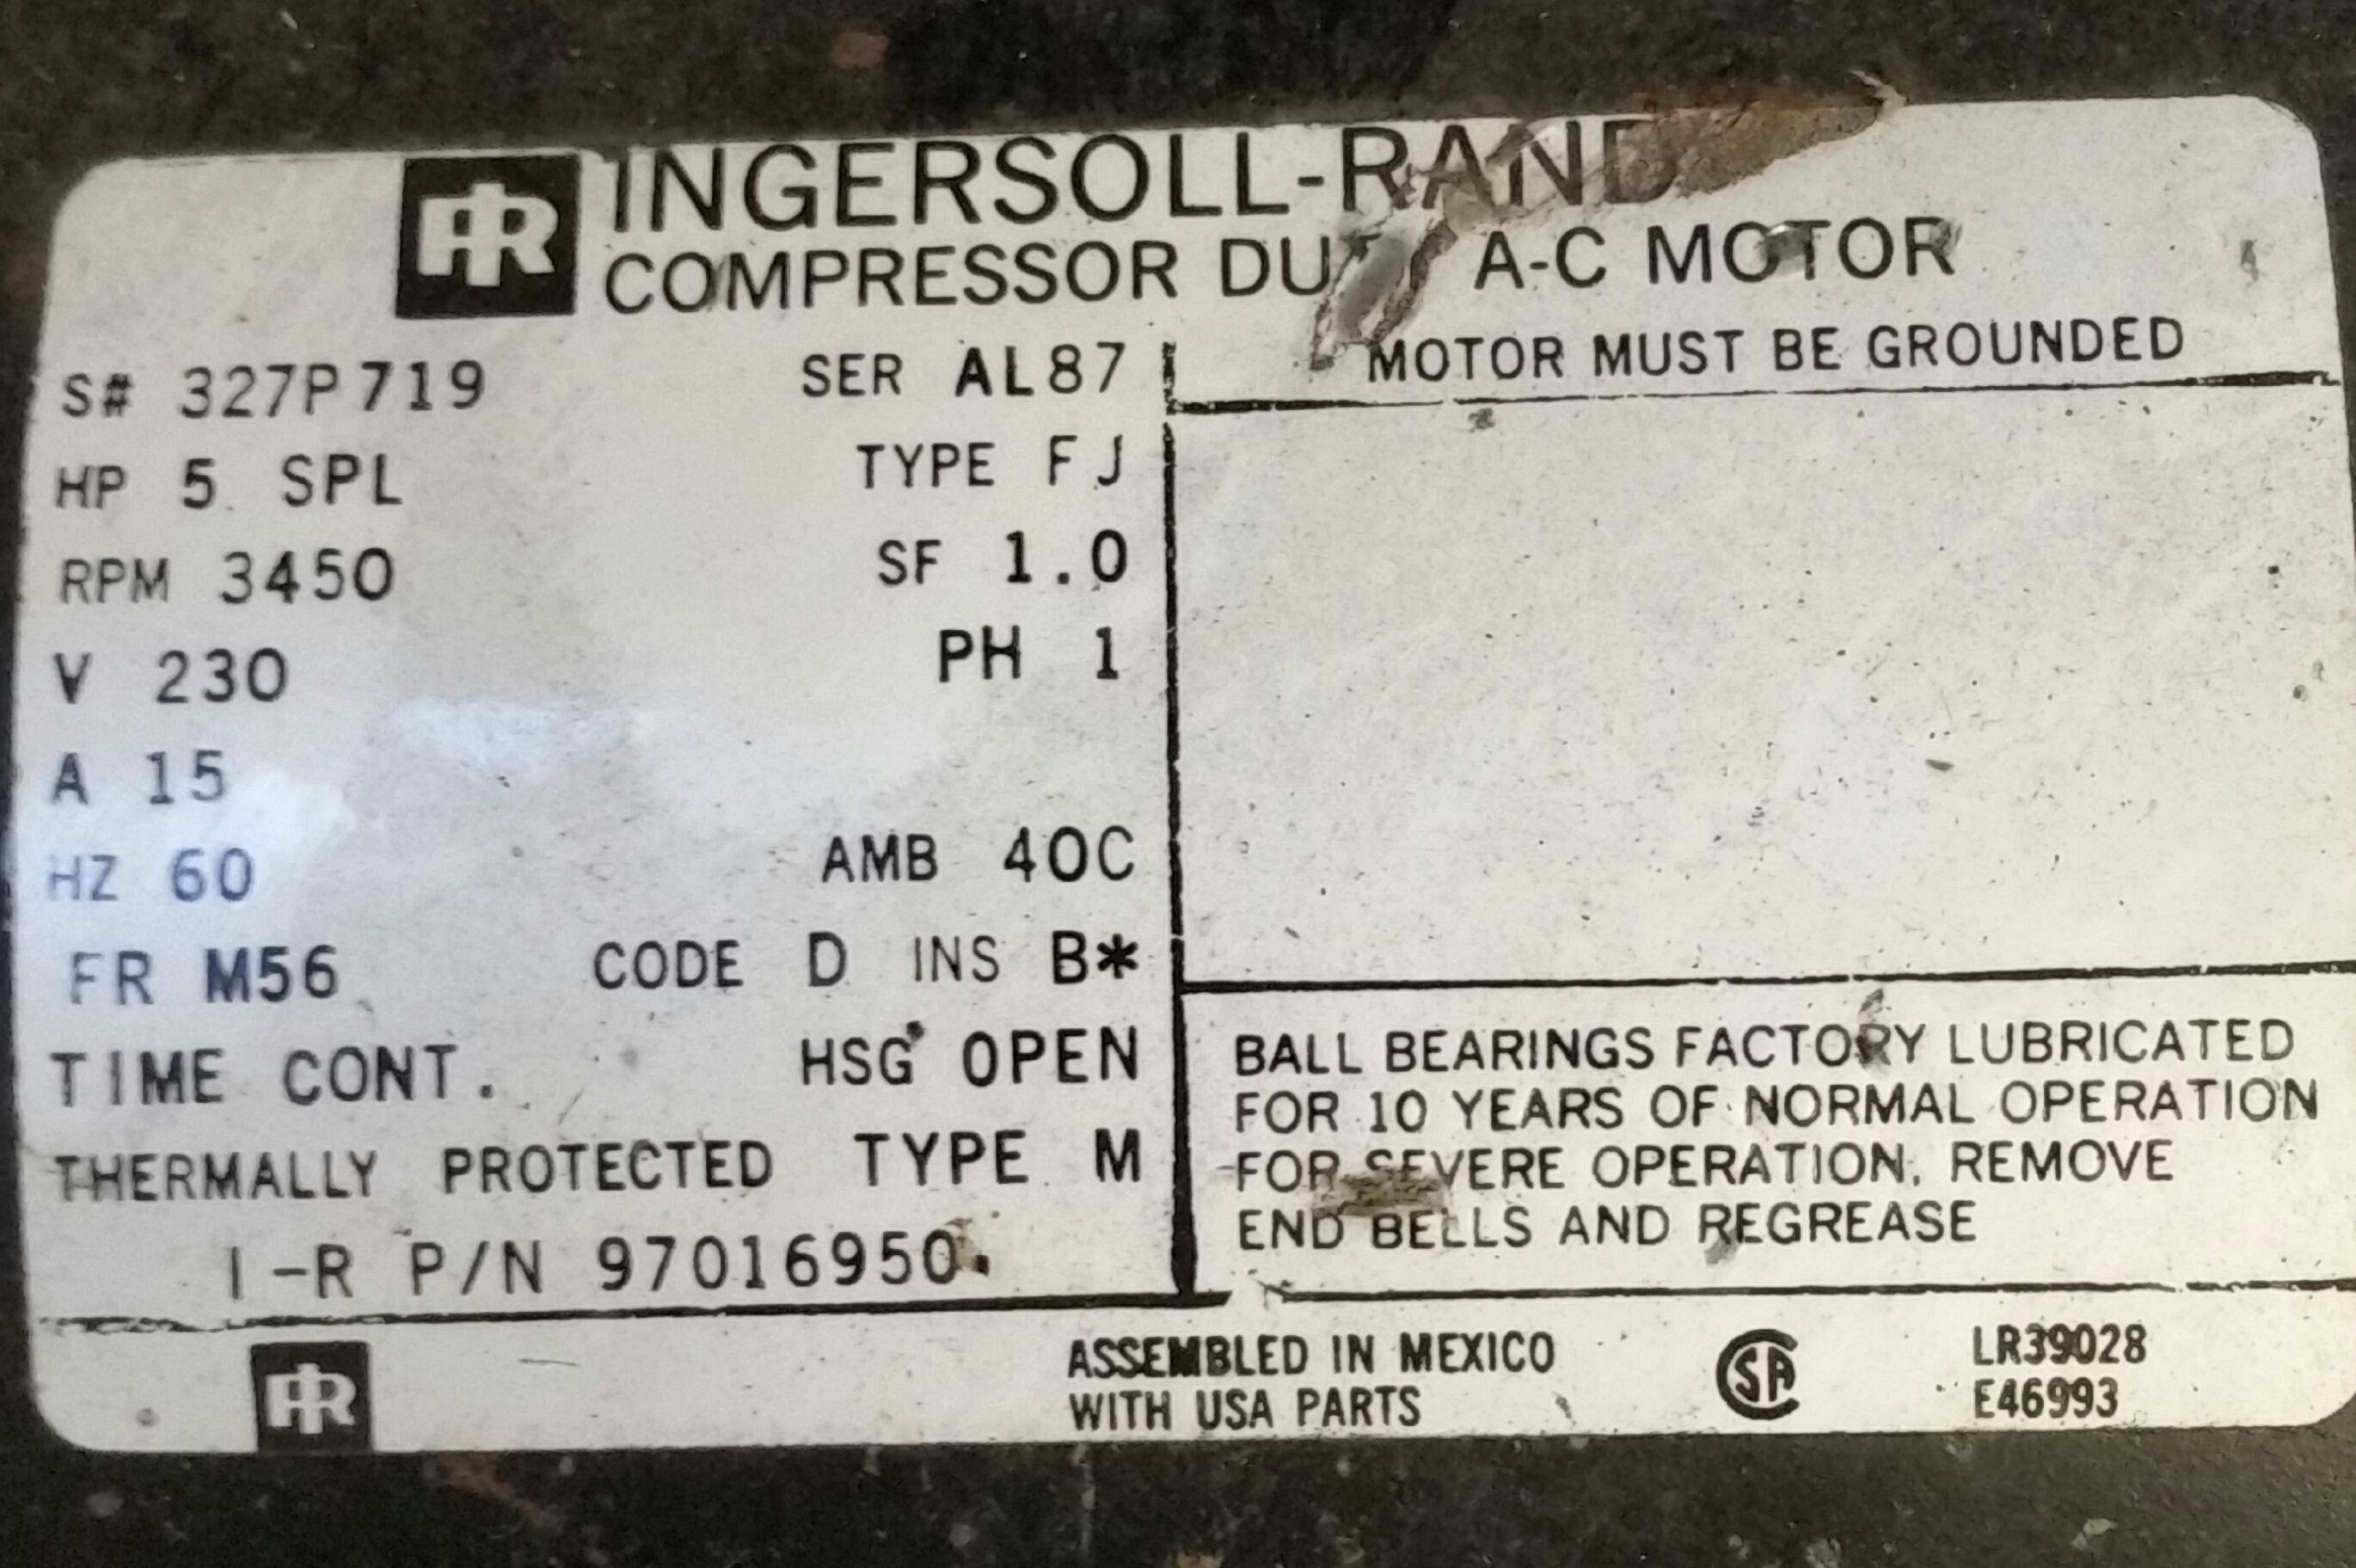 IR INGERSOLL-RAND
COMPRESSOR A-C MOTOR
MOTOR MUST BE GROUNDED
S# 327P719 SER AL87
HP 5 SPL TYPE FJ
RPM 3450 SF 1.0
V 230 PH 1
A 15
HZ 60 AMB 40C
FR M56 CODE D INS B*
TIME CONT. HSG OPEN
THERMALLY PROTECTED TYPE M
I-R P/N 97016950
BALL BEARINGS FACTORY LUBRICATED
FOR 10 YEARS OF NORMAL OPERATION
FOR SEVERE OPERATION, REMOVE
END BELLS AND REGREASE
IR
ASSEMBLED IN MEXICO
WITH USA PARTS
CSA
LR39028
E46993